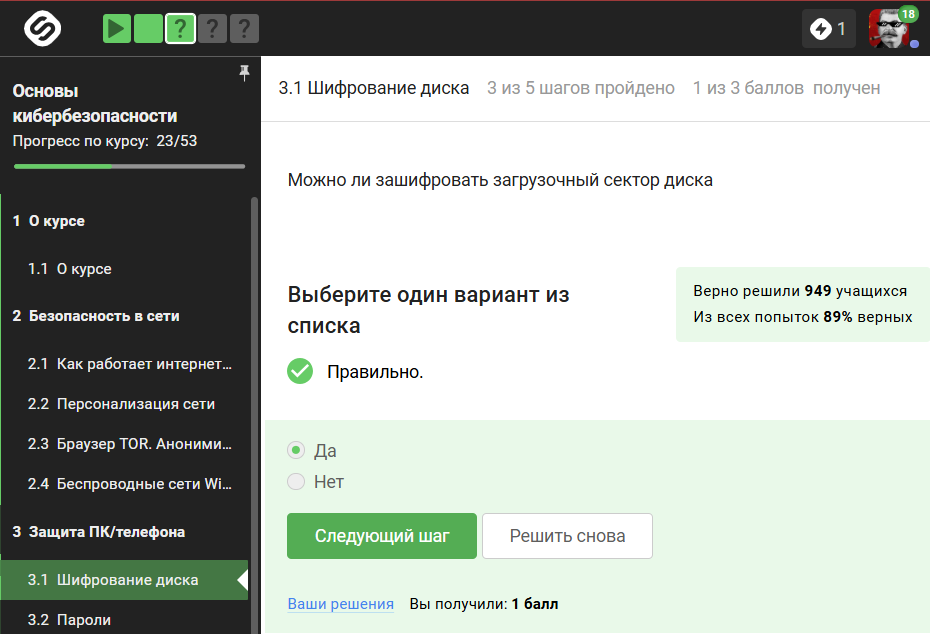 ? ? ?
1
18
Основы
кибербезопасности
Прогресс по курсу: 23/53
1 О курсе
1.1 О курсе
2 Безопасность в сети
2.1 Как работает интернет…
2.2 Персонализация сети
2.3 Браузер TOR. Аноними…
2.4 Беспроводные сети Wi…
3 Защита ПК/телефона
3.1 Шифрование диска
3.2 Пароли
3.1 Шифрование диска 3 из 5 шагов пройдено 1 из 3 баллов получен
Можно ли зашифровать загрузочный сектор диска
Выберите один вариант из
списка
Верно решили 949 учащихся
Из всех попыток 89% верных
Правильно.
Да
Нет
Следующий шаг
Решить снова
Ваши решения Вы получили: 1 балл